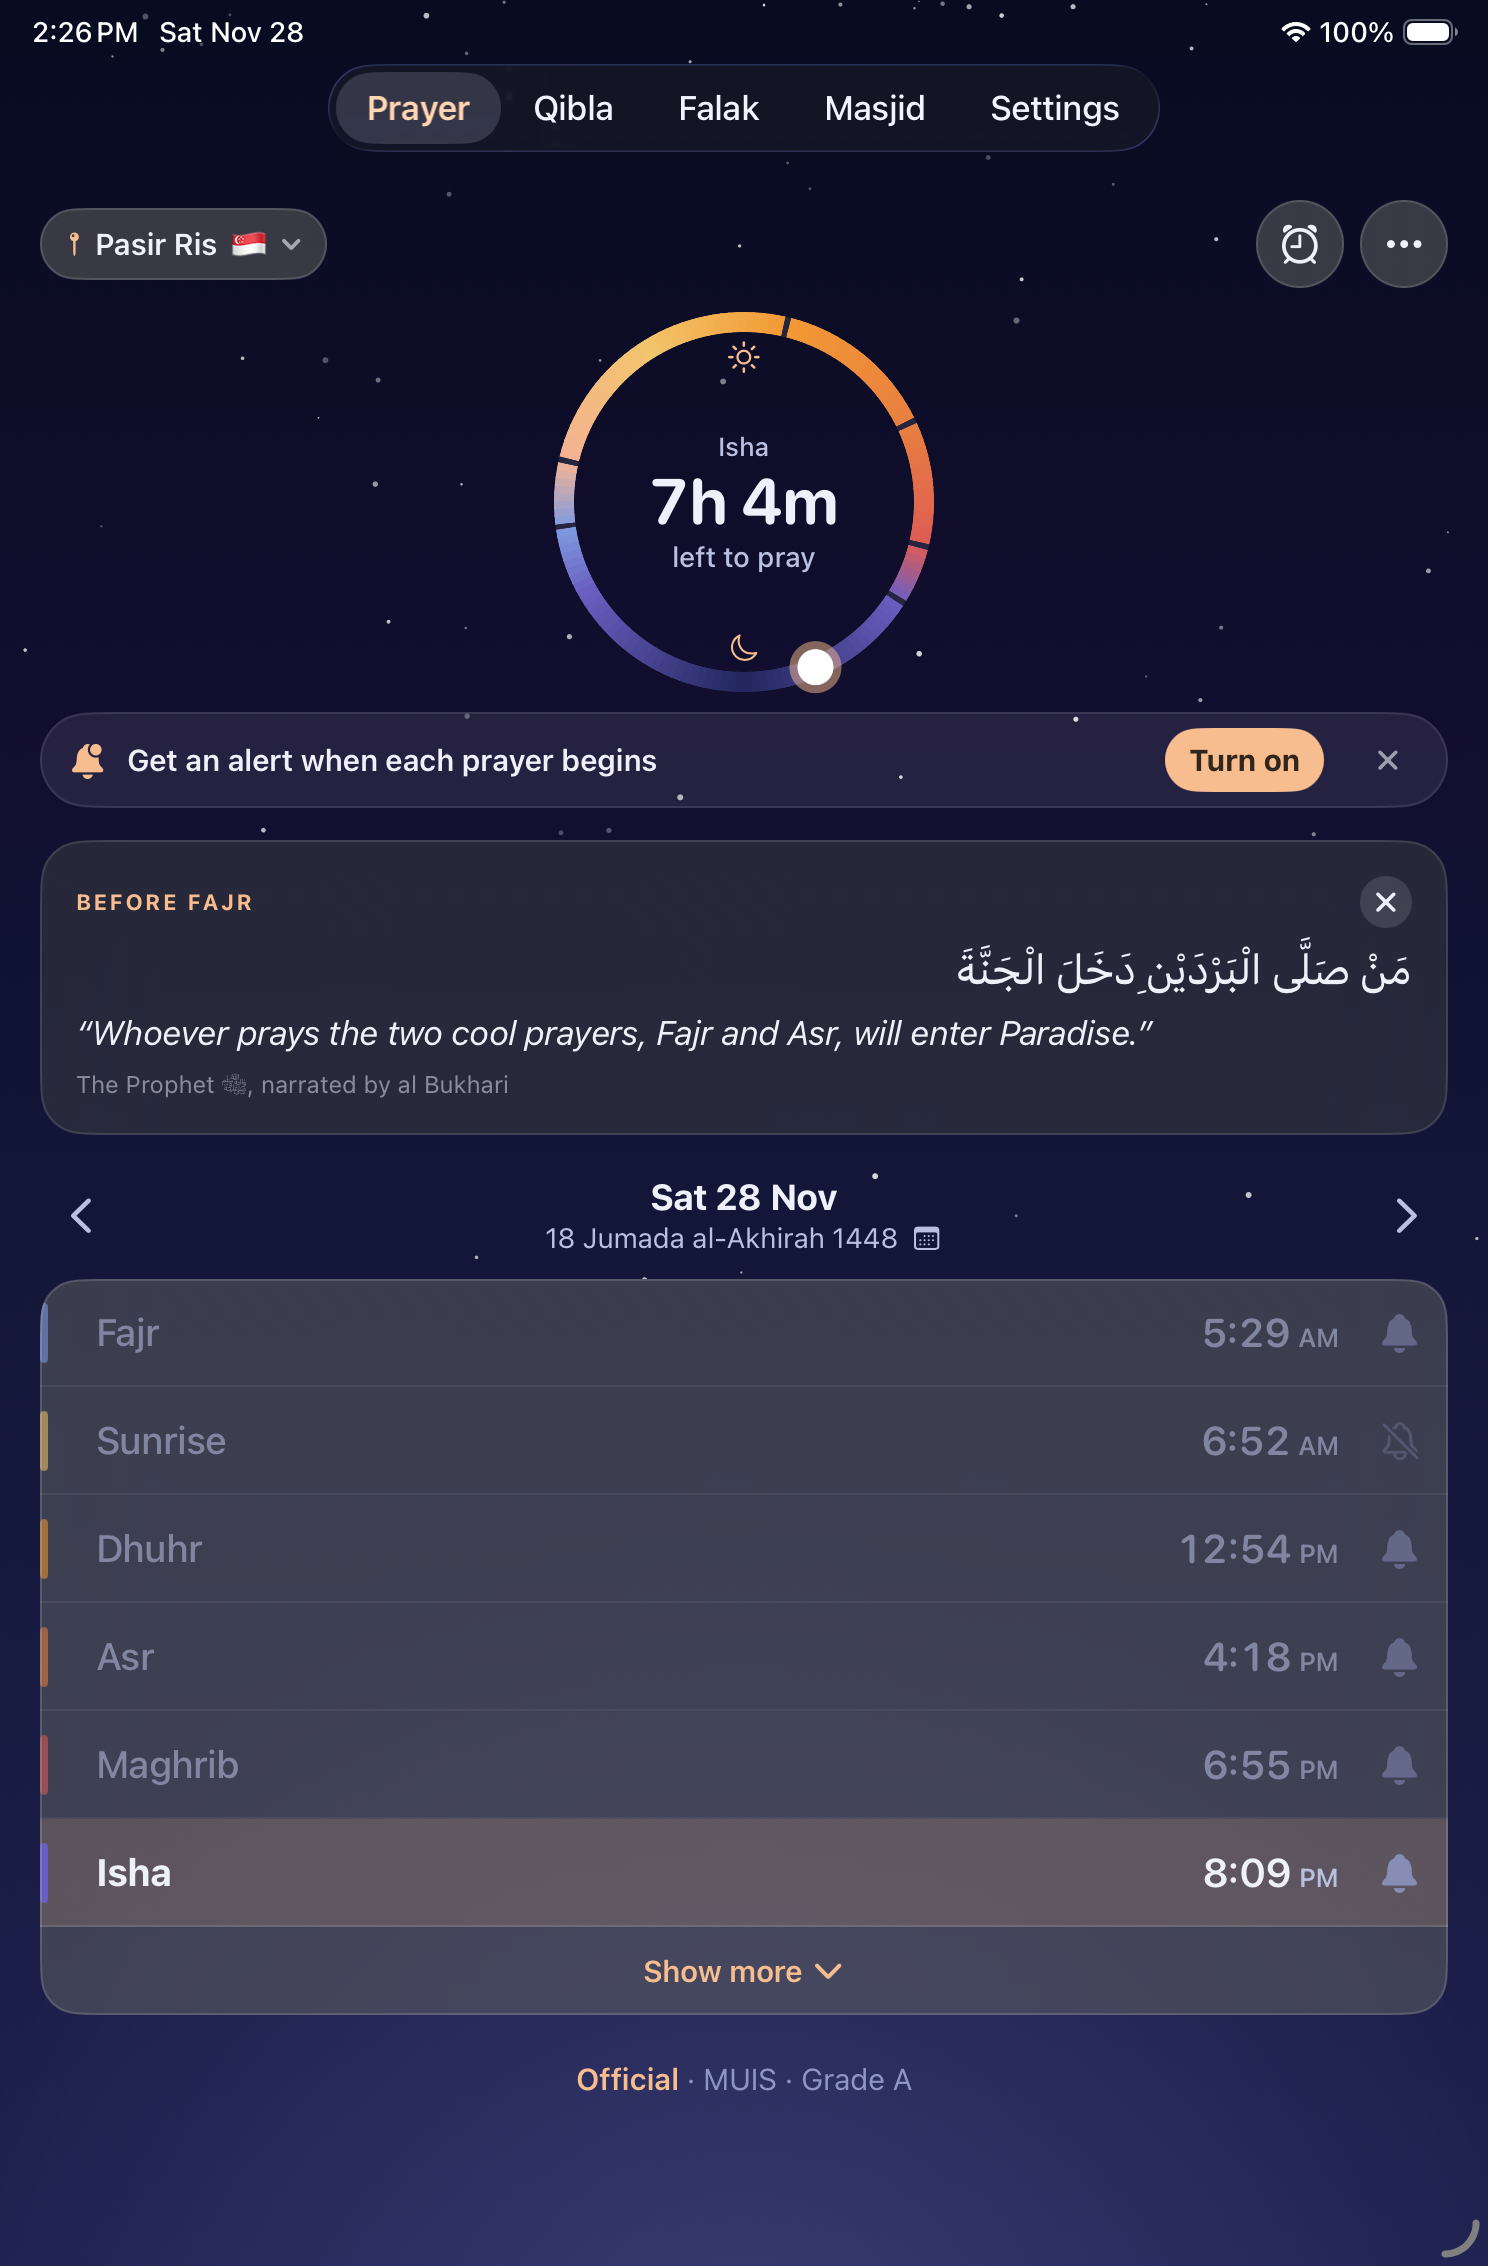 2:26 PM Sat Nov 28 100%
Prayer Qibla Falak Masjid Settings
Pasir Ris 🇸🇬
Isha
7h 4m
left to pray
Get an alert when each prayer begins Turn on
BEFORE FAJR
مَنْ صَلَّى الْبَرْدَيْنِ دَخَلَ الْجَنَّةَ
“Whoever prays the two cool prayers, Fajr and Asr, will enter Paradise.”
The Prophet ﷺ, narrated by al Bukhari
Sat 28 Nov
18 Jumada al-Akhirah 1448
Fajr 5:29 AM
Sunrise 6:52 AM
Dhuhr 12:54 PM
Asr 4:18 PM
Maghrib 6:55 PM
Isha 8:09 PM
Show more
Official · MUIS · Grade A